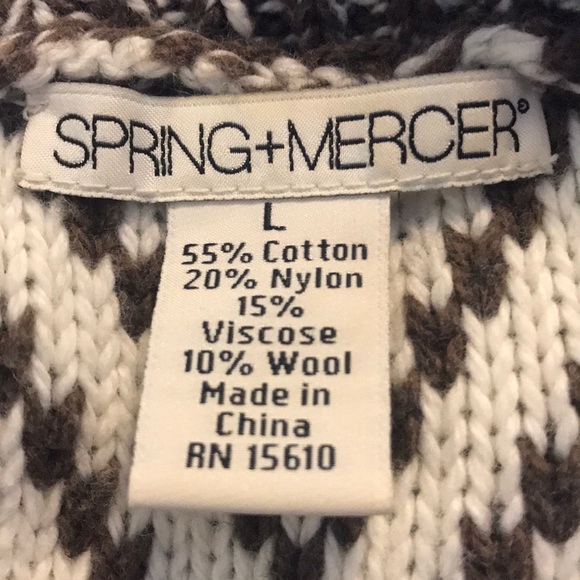 SPRING+MERCER®
L
55% Cotton
20% Nylon
15%
Viscose
10% Wool
Made in
China
RN 15610